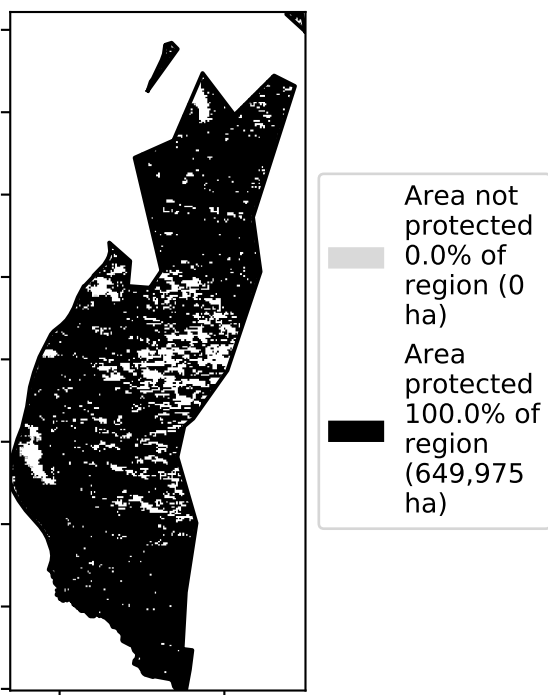 Area not
protected
0.0% of
region (0
ha)
Area
protected
100.0% of
region
(649,975
ha)